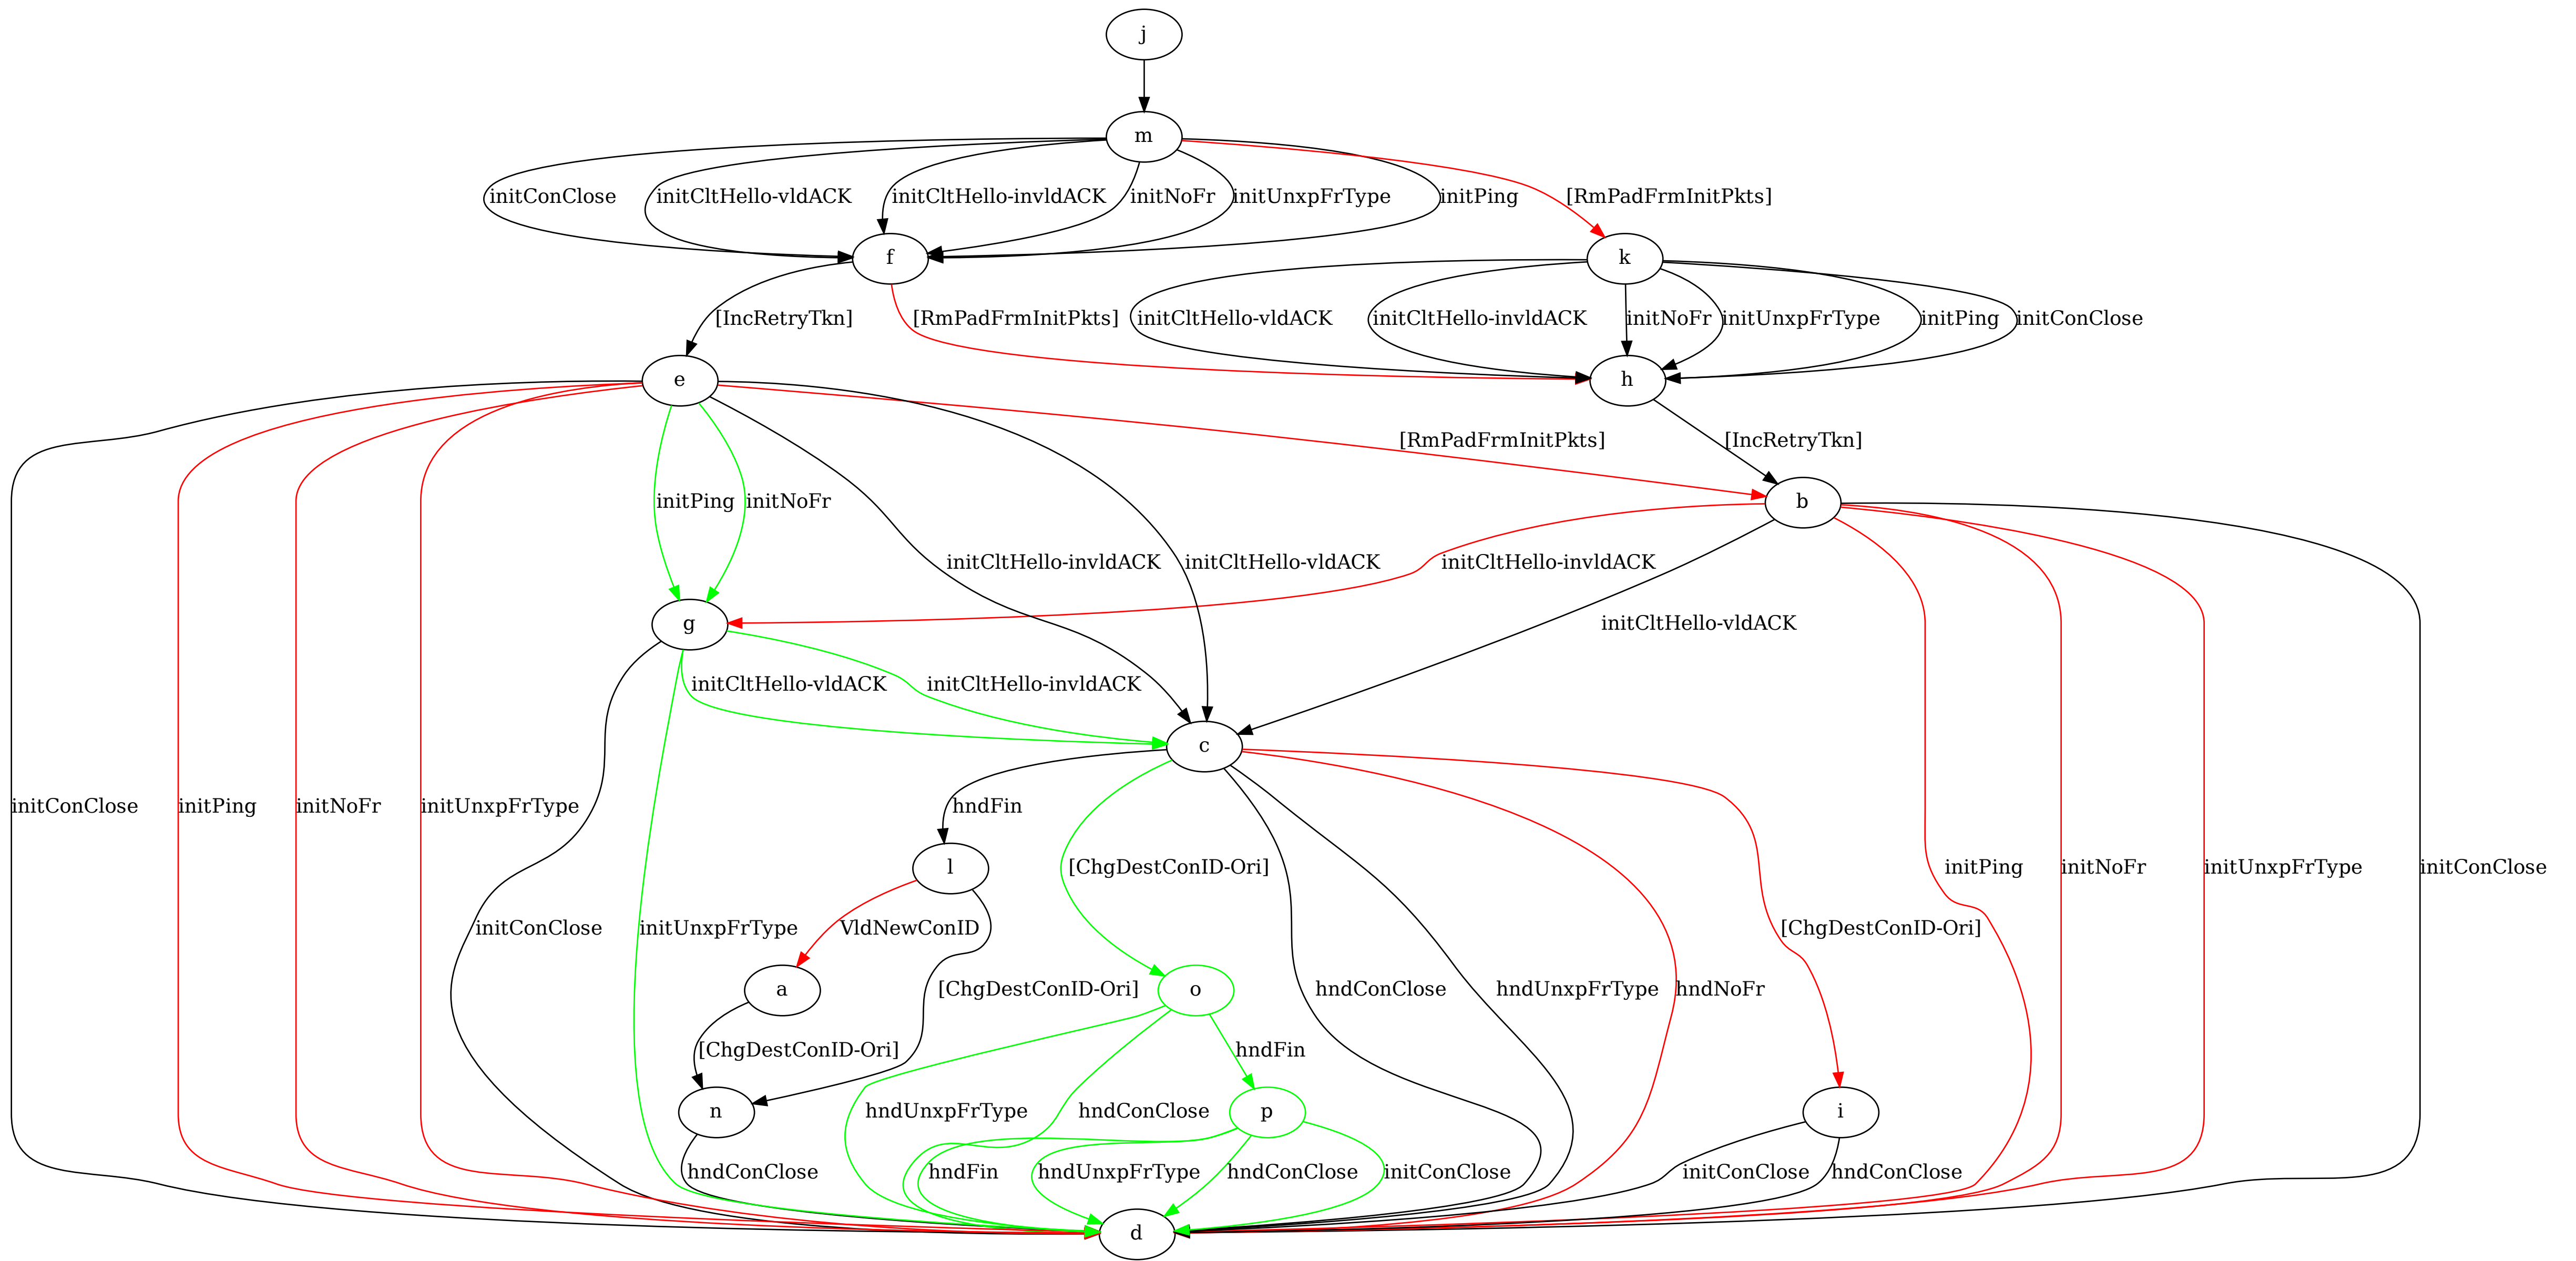 j
m
initConClose
initCltHello-vldACK
initCltHello-invldACK
initNoFr
initUnxpFrType
initPing
[RmPadFrmInitPkts]
f
k
[IncRetryTkn]
[RmPadFrmInitPkts]
initCltHello-vldACK
initCltHello-invldACK
initNoFr
initUnxpFrType
initPing
initConClose
e
h
[RmPadFrmInitPkts]
[IncRetryTkn]
initPing
initNoFr
b
initCltHello-invldACK
initCltHello-vldACK
initCltHello-invldACK
g
initCltHello-vldACK
initCltHello-vldACK
initCltHello-invldACK
c
initConClose
initPing
initNoFr
initUnxpFrType
hndFin
l
[ChgDestConID-Ori]
initPing
initNoFr
initUnxpFrType
initConClose
initConClose
initUnxpFrType
VldNewConID
[ChgDestConID-Ori]
a
[ChgDestConID-Ori]
o
hndConClose
hndUnxpFrType
hndNoFr
[ChgDestConID-Ori]
hndFin
n
hndUnxpFrType
hndConClose
p
i
hndConClose
hndFin
hndUnxpFrType
hndConClose
initConClose
initConClose
hndConClose
d